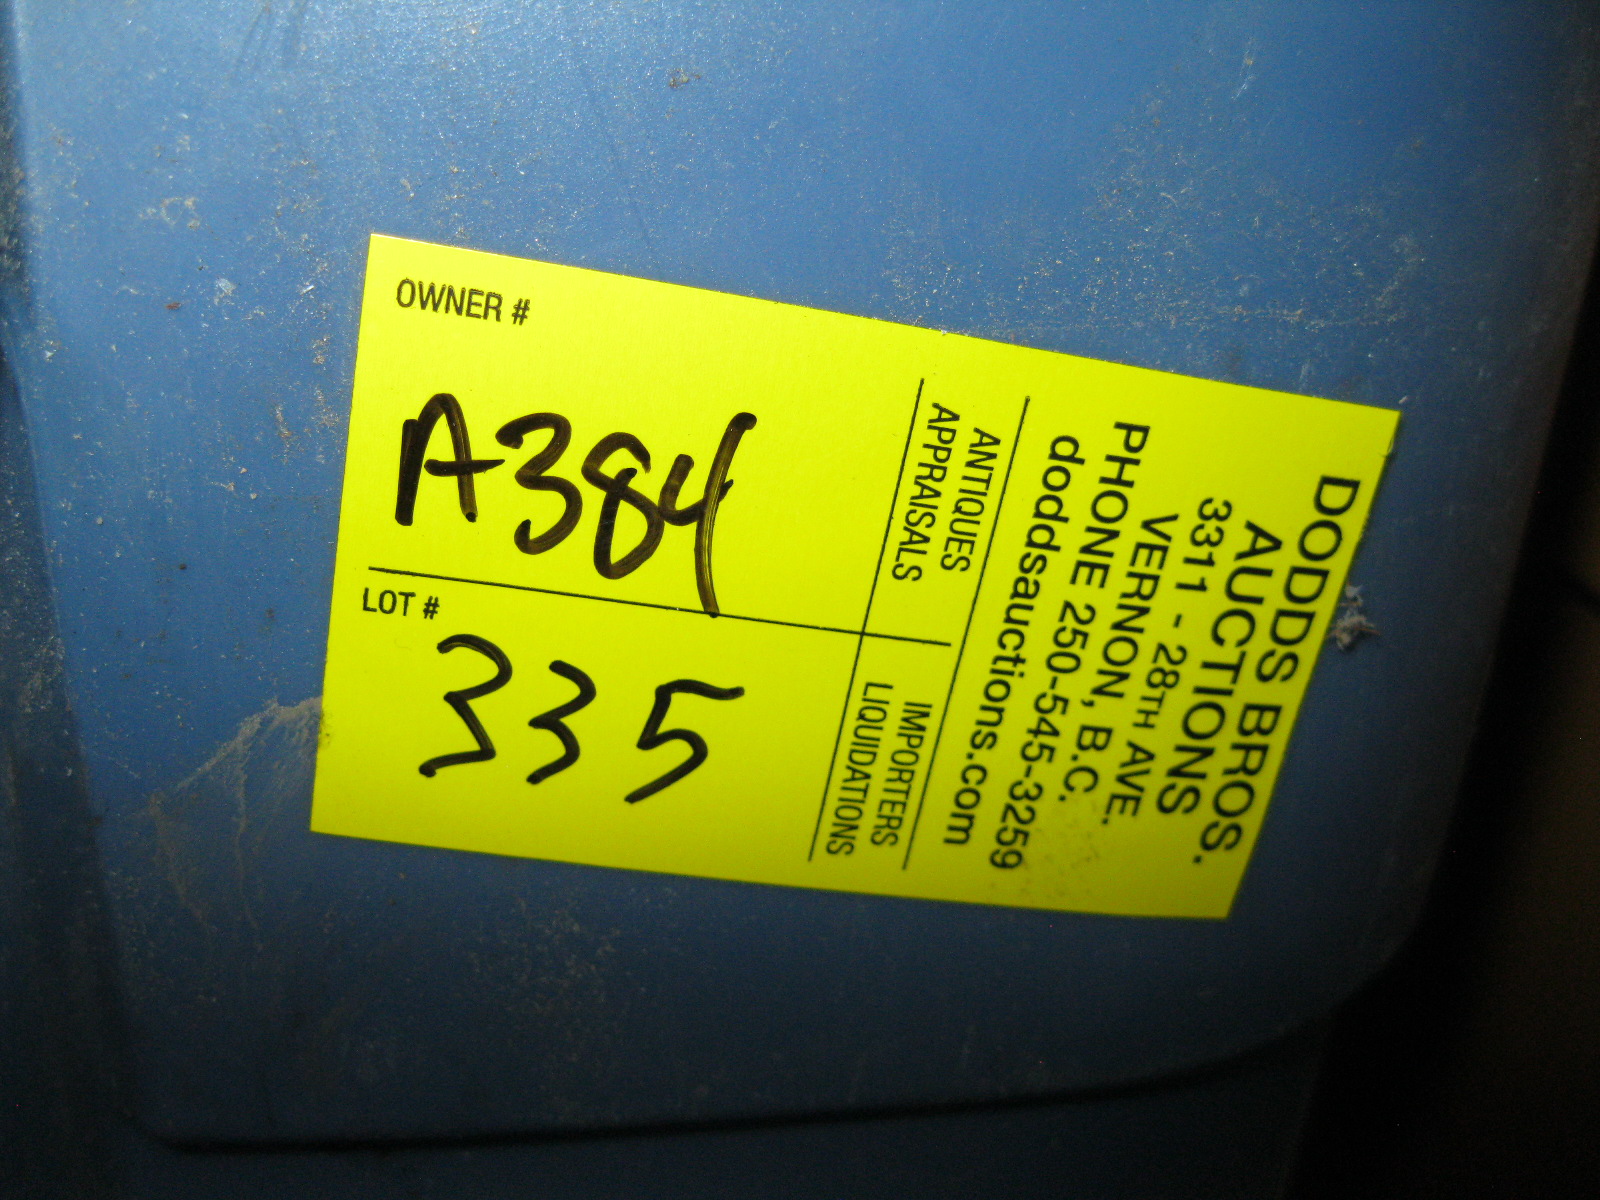 OWNER #
A384
LOT #
335
DODDS BROS.
AUCTIONS
3311 - 28TH AVE.
VERNON, B.C.
PHONE 250-545-3259
doddsauctions.com
ANTIQUES
APPRAISALS
IMPORTERS
LIQUIDATIONS